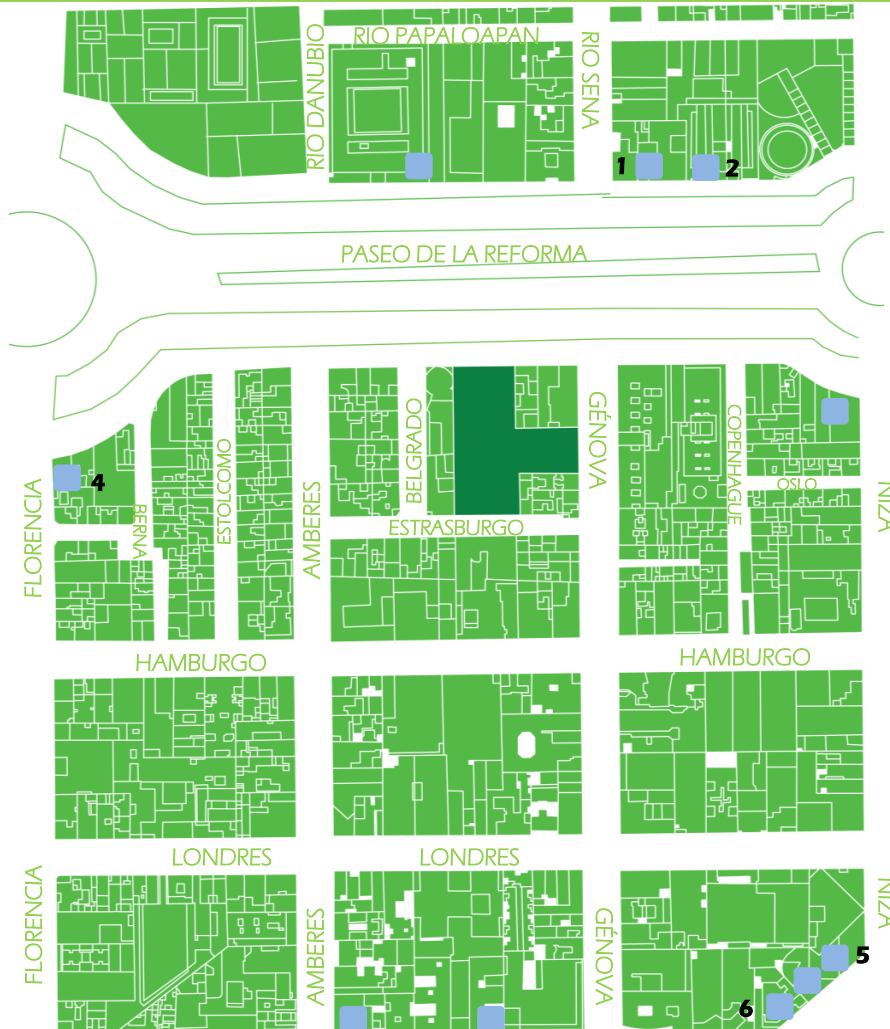 RIO PAPALOAPAN
RIO DANUBIO
RIO SENA
1
2
PASEO DE LA REFORMA
FLORENCIA
4
BERNA
ESTOLCOMO
AMBERES
BELGRADO
ESTRASBURGO
GÉNOVA
COPENHAGUE
OSLO
NIZA
HAMBURGO
HAMBURGO
LONDRES
LONDRES
FLORENCIA
AMBERES
GÉNOVA
NIZA
5
6